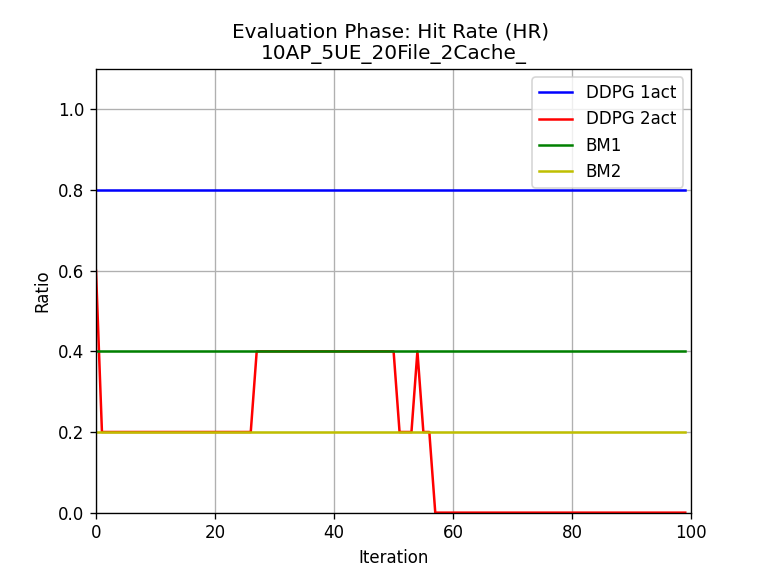 Evaluation Phase: Hit Rate (HR)
10AP_5UE_20File_2Cache_
DDPG 1act
DDPG 2act
BM1
BM2
Ratio
1.0
0.8
0.6
0.4
0.2
0.0
0 20 40 60 80 100
Iteration